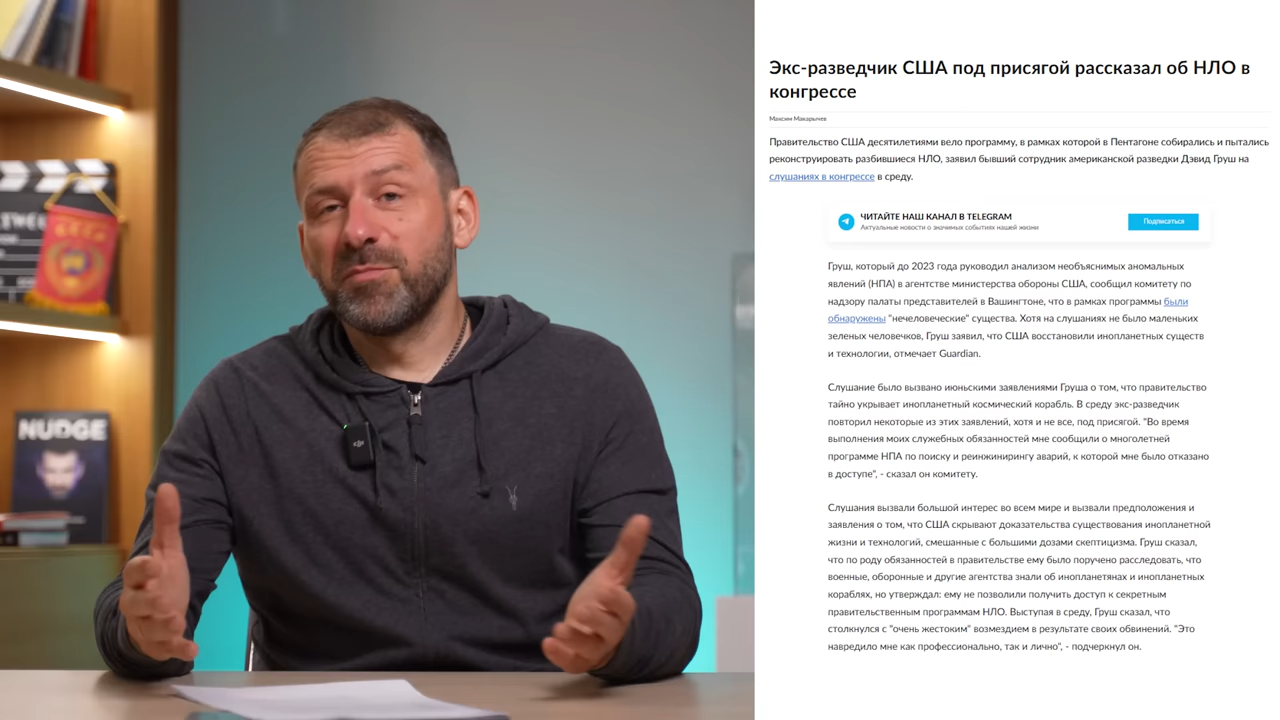 СССР
NUDGE
dji
Экс-разведчик США под присягой рассказал об НЛО в
конгрессе
Максим Макарычев
Правительство США десятилетиями вело программу, в рамках которой в Пентагоне собирались и пытались
реконструировать разбившиеся НЛО, заявил бывший сотрудник американской разведки Дэвид Груш на
слушаниях в конгрессе в среду.
ЧИТАЙТЕ НАШ КАНАЛ В TELEGRAM
Актуальные новости о значимых событиях нашей жизни
Подписаться
Груш, который до 2023 года руководил анализом необъяснимых аномальных
явлений (НПА) в агентстве министерства обороны США, сообщил комитету по
надзору палаты представителей в Вашингтоне, что в рамках программы были
обнаружены "нечеловеческие" существа. Хотя на слушаниях не было маленьких
зеленых человечков, Груш заявил, что США восстановили инопланетных существ
и технологии, отмечает Guardian.
Слушание было вызвано июньскими заявлениями Груша о том, что правительство
тайно укрывает инопланетный космический корабль. В среду экс-разведчик
повторил некоторые из этих заявлений, хотя и не все, под присягой. "Во время
выполнения моих служебных обязанностей мне сообщили о многолетней
программе НПА по поиску и реинжинирингу аварий, к которой мне было отказано
в доступе", - сказал он комитету.
Слушания вызвали большой интерес во всем мире и вызвали предположения и
заявления о том, что США скрывают доказательства существования инопланетной
жизни и технологий, смешанные с большими дозами скептицизма. Груш сказал,
что по роду обязанностей в правительстве ему было поручено расследовать, что
военные, оборонные и другие агентства знали об инопланетянах и инопланетных
кораблях, но утверждал: ему не позволили получить доступ к секретным
правительственным программам НЛО. Выступая в среду, Груш сказал, что
столкнулся с "очень жестоким" возмездием в результате своих обвинений. "Это
навредило мне как профессионально, так и лично", - подчеркнул он.